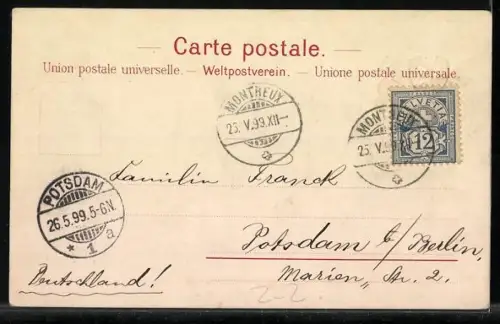 Carte postale.
Union postale universelle. — Weltpostverein. — Unione postale universale.
MONTREUX
25.V.99.XII-
HELVETIA
12
MONTREUX
25.V.99.XII
Familie Franck
POTSDAM
26.5.99.5-6N.
* 1 a
Potsdam b/Berlin,
Marien Str. 2.
Deutschland!
2-2.